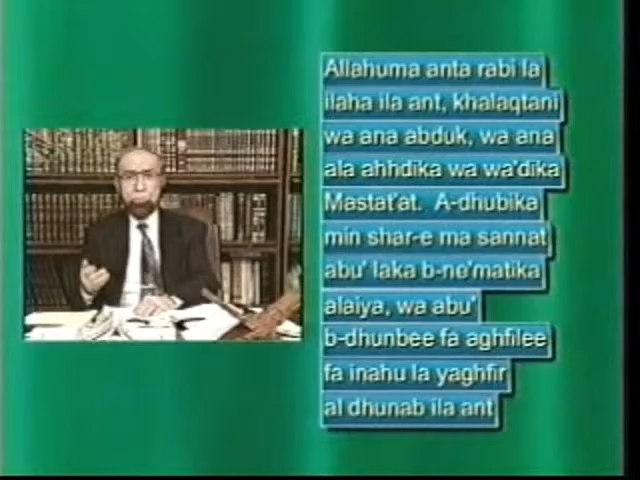 Allahuma anta rabi la
ilaha ila ant, khalaqtani
wa ana abduk, wa ana
ala ahhdika wa wa'dika
Mastat'at. A-dhubika
min shar-e ma sannat
abu' laka b-ne'matika
alaiya, wa abu'
b-dhunbee fa aghfilee
fa inahu la yaghfir
al dhunab ila ant